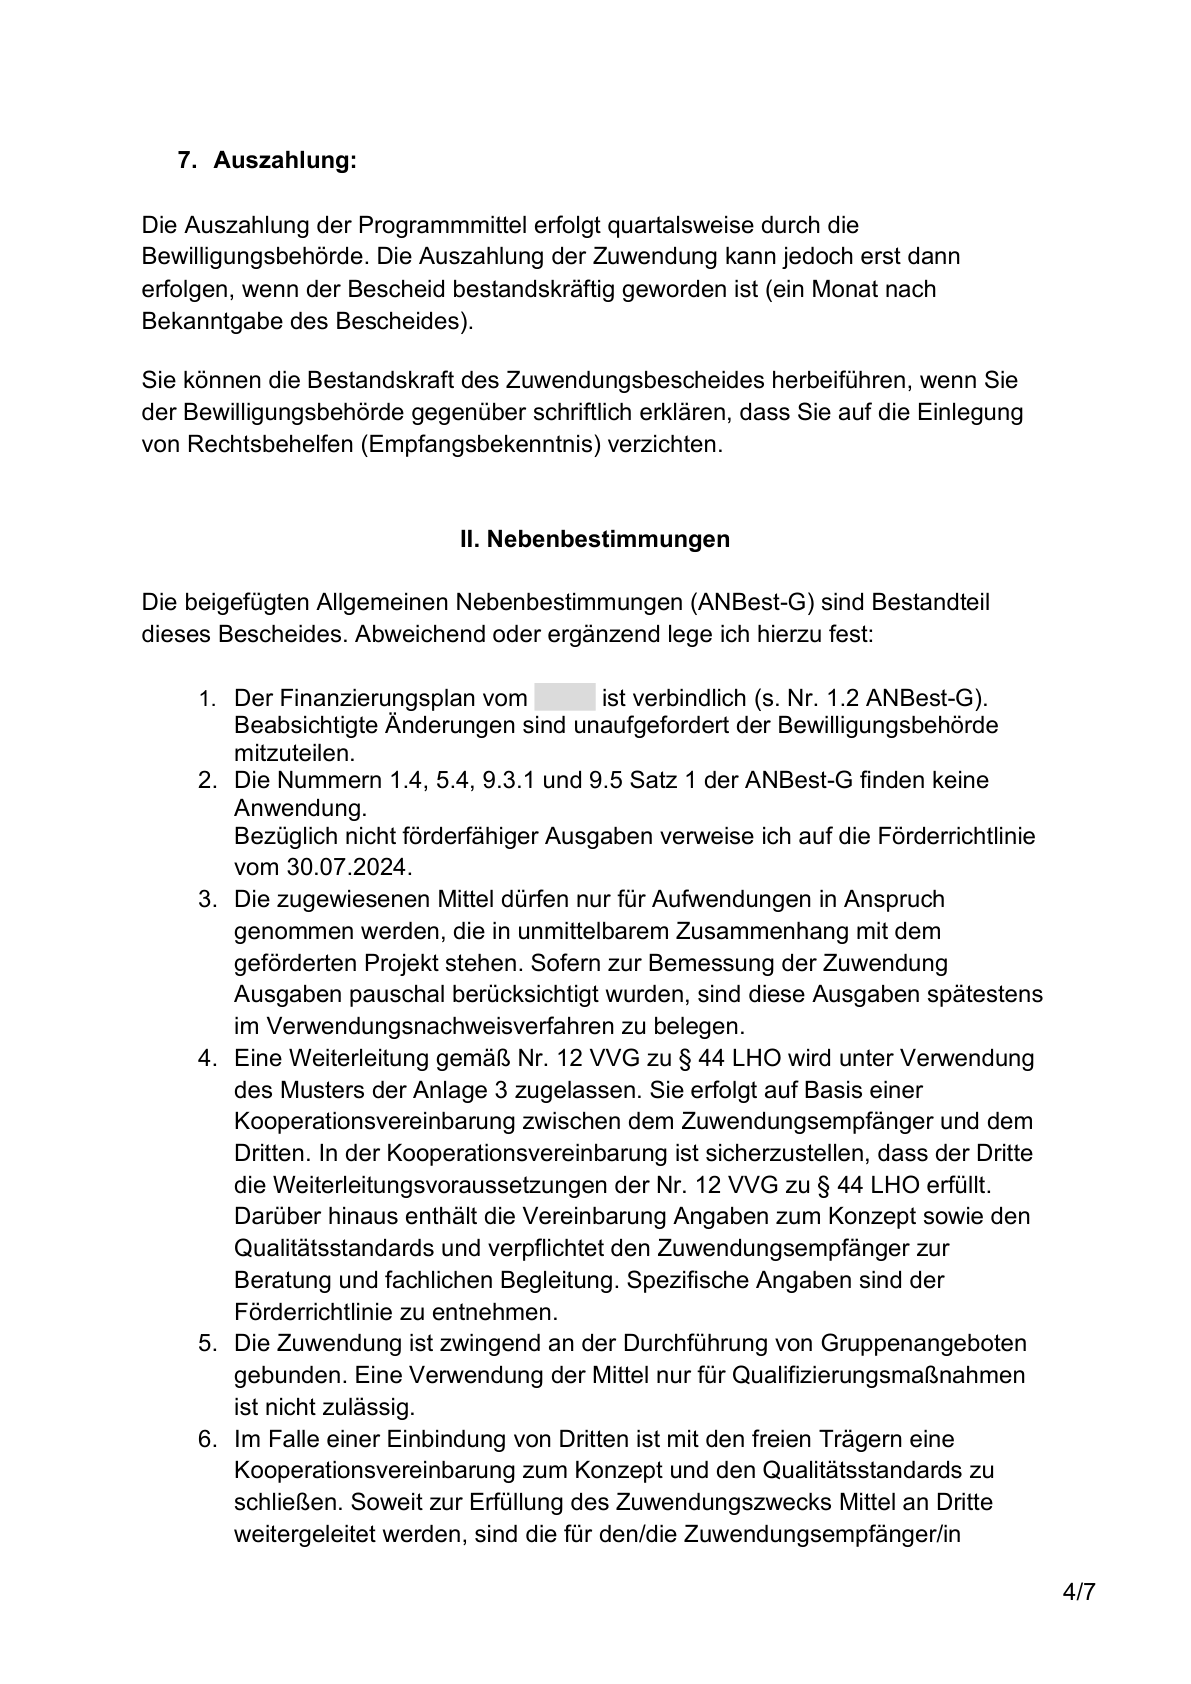 7. Auszahlung:
Die Auszahlung der Programmmittel erfolgt quartalsweise durch die
Bewilligungsbehörde. Die Auszahlung der Zuwendung kann jedoch erst dann
erfolgen, wenn der Bescheid bestandskräftig geworden ist (ein Monat nach
Bekanntgabe des Bescheides).
Sie können die Bestandskraft des Zuwendungsbescheides herbeiführen, wenn Sie
der Bewilligungsbehörde gegenüber schriftlich erklären, dass Sie auf die Einlegung
von Rechtsbehelfen (Empfangsbekenntnis) verzichten.
II. Nebenbestimmungen
Die beigefügten Allgemeinen Nebenbestimmungen (ANBest-G) sind Bestandteil
dieses Bescheides. Abweichend oder ergänzend lege ich hierzu fest:
1. Der Finanzierungsplan vom ist verbindlich (s. Nr. 1.2 ANBest-G).
Beabsichtigte Änderungen sind unaufgefordert der Bewilligungsbehörde
mitzuteilen.
2. Die Nummern 1.4, 5.4, 9.3.1 und 9.5 Satz 1 der ANBest-G finden keine
Anwendung.
Bezüglich nicht förderfähiger Ausgaben verweise ich auf die Förderrichtlinie
vom 30.07.2024.
3. Die zugewiesenen Mittel dürfen nur für Aufwendungen in Anspruch
genommen werden, die in unmittelbarem Zusammenhang mit dem
geförderten Projekt stehen. Sofern zur Bemessung der Zuwendung
Ausgaben pauschal berücksichtigt wurden, sind diese Ausgaben spätestens
im Verwendungsnachweisverfahren zu belegen.
4. Eine Weiterleitung gemäß Nr. 12 VVG zu § 44 LHO wird unter Verwendung
des Musters der Anlage 3 zugelassen. Sie erfolgt auf Basis einer
Kooperationsvereinbarung zwischen dem Zuwendungsempfänger und dem
Dritten. In der Kooperationsvereinbarung ist sicherzustellen, dass der Dritte
die Weiterleitungsvoraussetzungen der Nr. 12 VVG zu § 44 LHO erfüllt.
Darüber hinaus enthält die Vereinbarung Angaben zum Konzept sowie den
Qualitätsstandards und verpflichtet den Zuwendungsempfänger zur
Beratung und fachlichen Begleitung. Spezifische Angaben sind der
Förderrichtlinie zu entnehmen.
5. Die Zuwendung ist zwingend an der Durchführung von Gruppenangeboten
gebunden. Eine Verwendung der Mittel nur für Qualifizierungsmaßnahmen
ist nicht zulässig.
6. Im Falle einer Einbindung von Dritten ist mit den freien Trägern eine
Kooperationsvereinbarung zum Konzept und den Qualitätsstandards zu
schließen. Soweit zur Erfüllung des Zuwendungszwecks Mittel an Dritte
weitergeleitet werden, sind die für den/die Zuwendungsempfänger/in
4/7